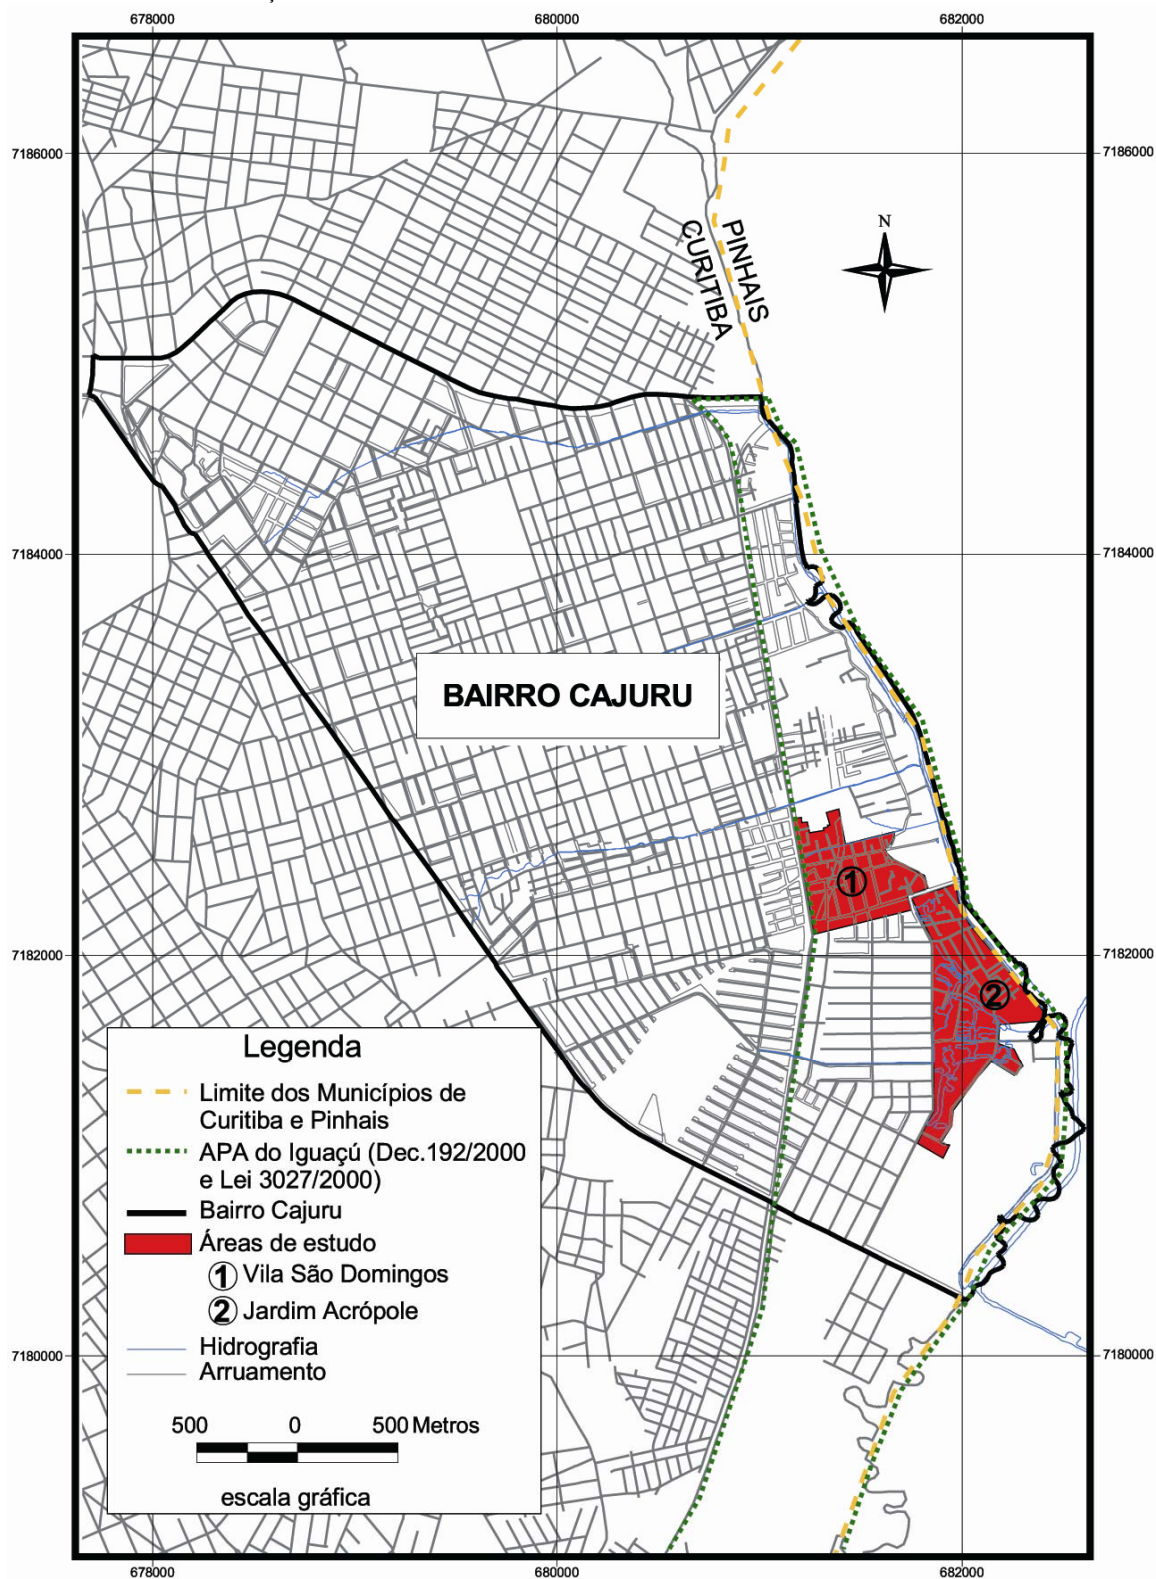 678000
680000
682000
7186000
7186000
PINHAIS
CURITIBA
N
7184000
7184000
BAIRRO CAJURU
1
7182000
7182000
2
Legenda
Limite dos Municípios de
Curitiba e Pinhais
APA do Iguaçú (Dec.192/2000
e Lei 3027/2000)
Bairro Cajuru
Áreas de estudo
1 Vila São Domingos
2 Jardim Acrópole
Hidrografia
Arruamento
7180000
7180000
500 0 500 Metros
escala gráfica
678000
680000
682000